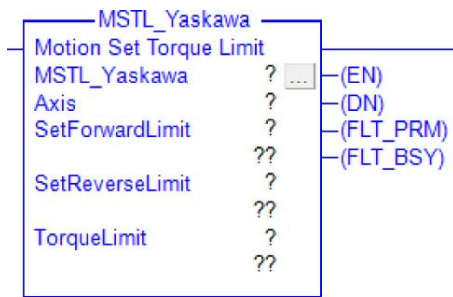 MSTL_Yaskawa
Motion Set Torque Limit
MSTL_Yaskawa ? ... (EN)
Axis ? (DN)
SetForwardLimit ? (FLT_PRM)
?? (FLT_BSY)
SetReverseLimit ?
??
TorqueLimit ?
??